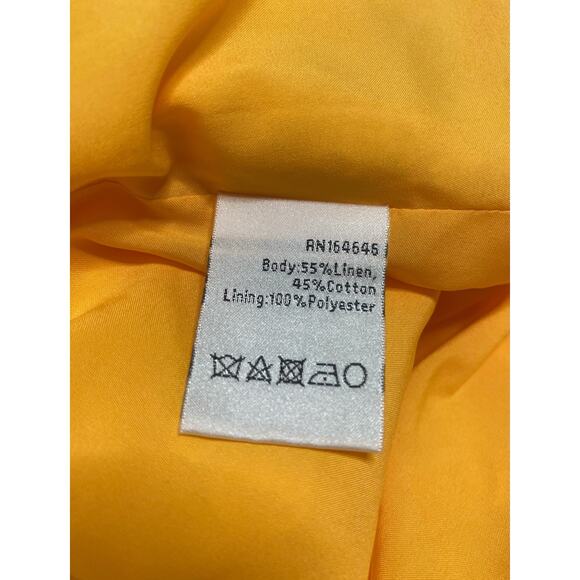 RN164646
Body:55%Linen,
45%Cotton
Lining:100%Polyester